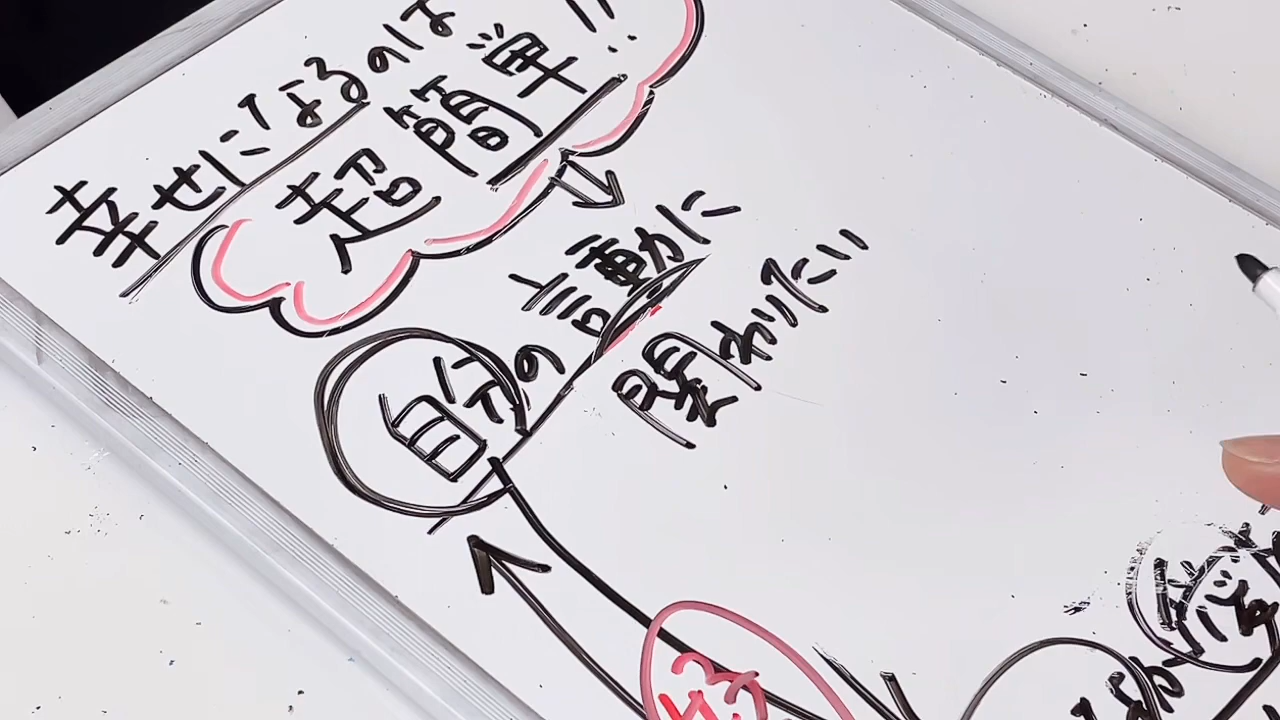 幸せになるのは
超簡単!!
自分の言動に
関わりたい
好